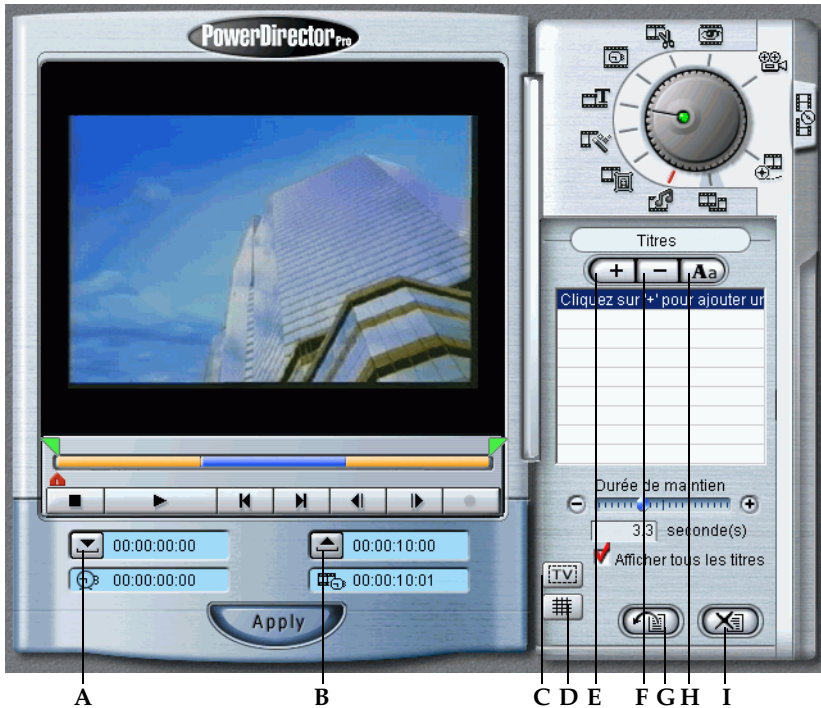 PowerDirector Pro
Titres
+ − Aa
Cliquez sur '+' pour ajouter un
Durée de maintien
3.3 seconde(s)
Afficher tous les titres
00:00:00:00
00:00:10:00
TV
00:00:00:00
00:00:10:01
Apply
A B C D E F G H I